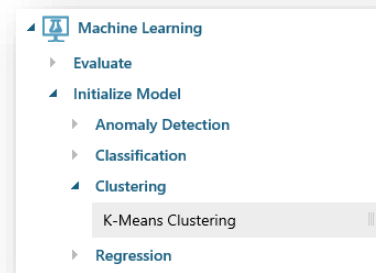 Machine Learning
Evaluate
Initialize Model
Anomaly Detection
Classification
Clustering
K-Means Clustering
Regression